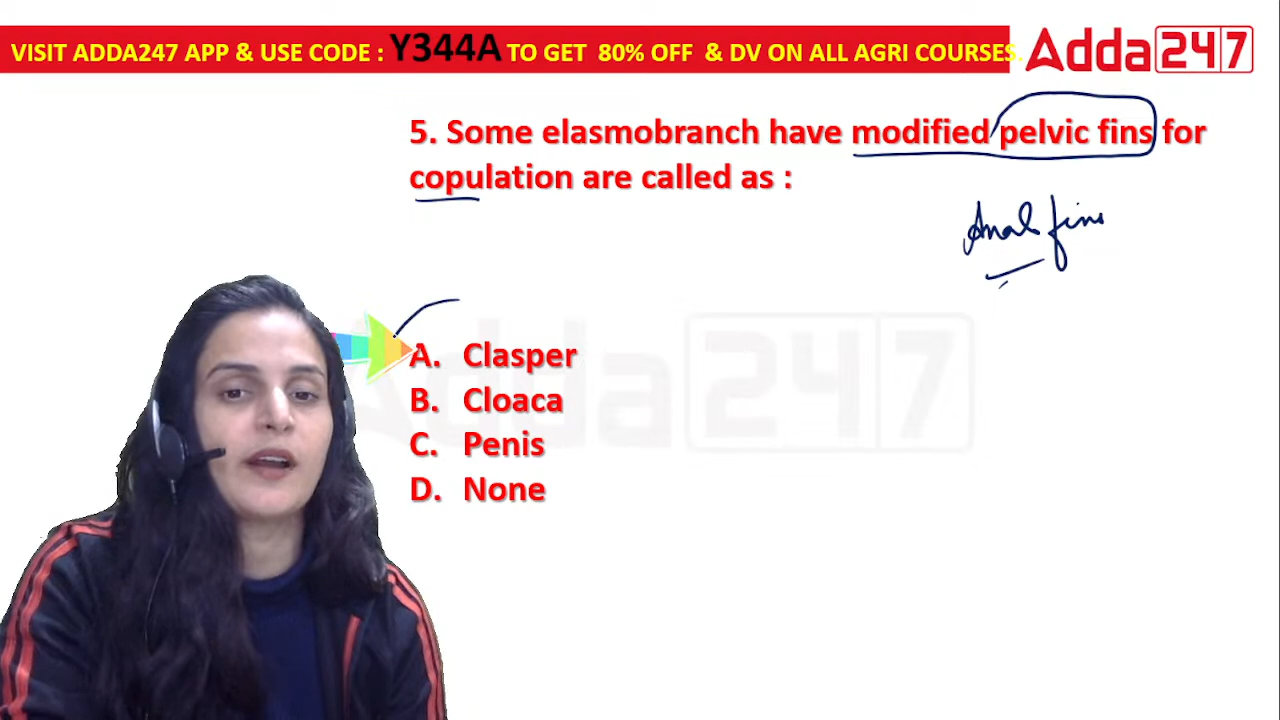 VISIT ADDA247 APP & USE CODE : Y344A TO GET 80% OFF & DV ON ALL AGRI COURSES.
Adda247
5. Some elasmobranch have modified pelvic fins for
copulation are called as :
Anal fins
A. Clasper
B. Cloaca
C. Penis
D. None
Adda247